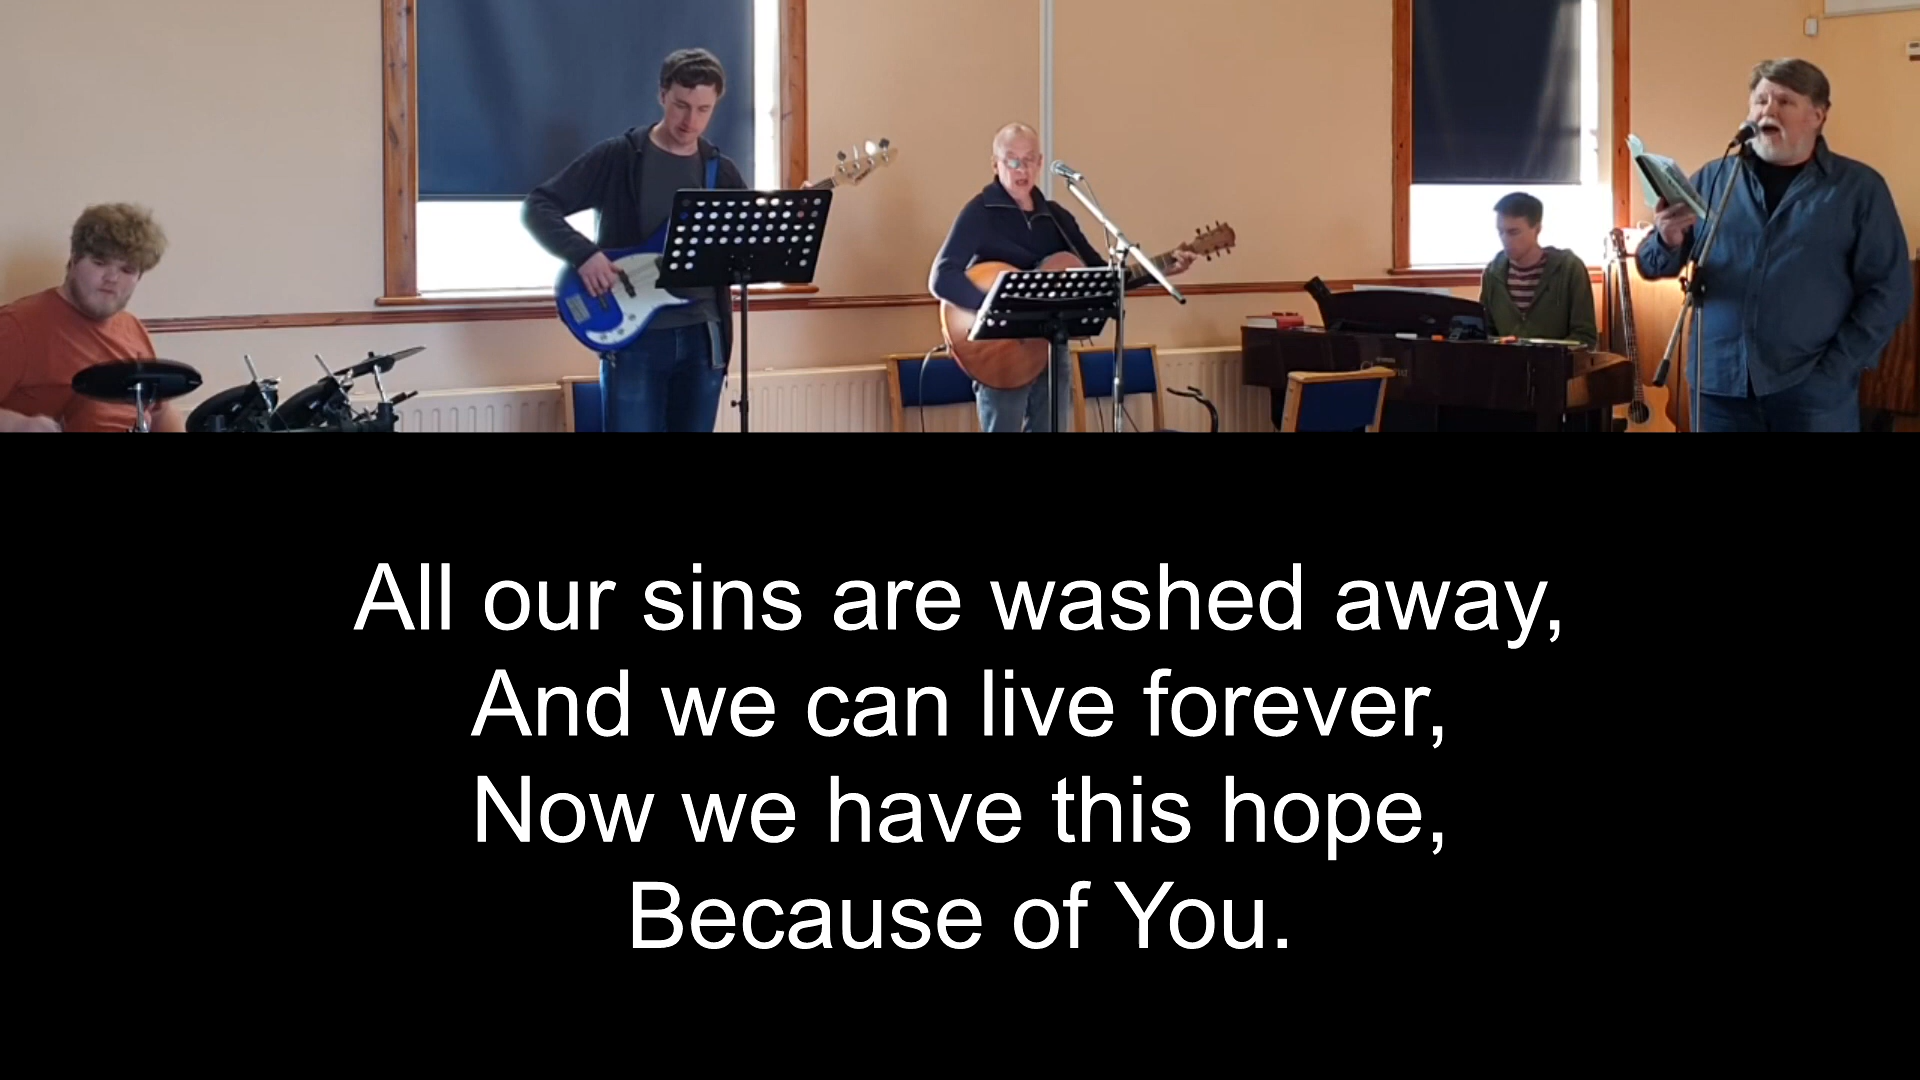 All our sins are washed away,
And we can live forever,
Now we have this hope,
Because of You.